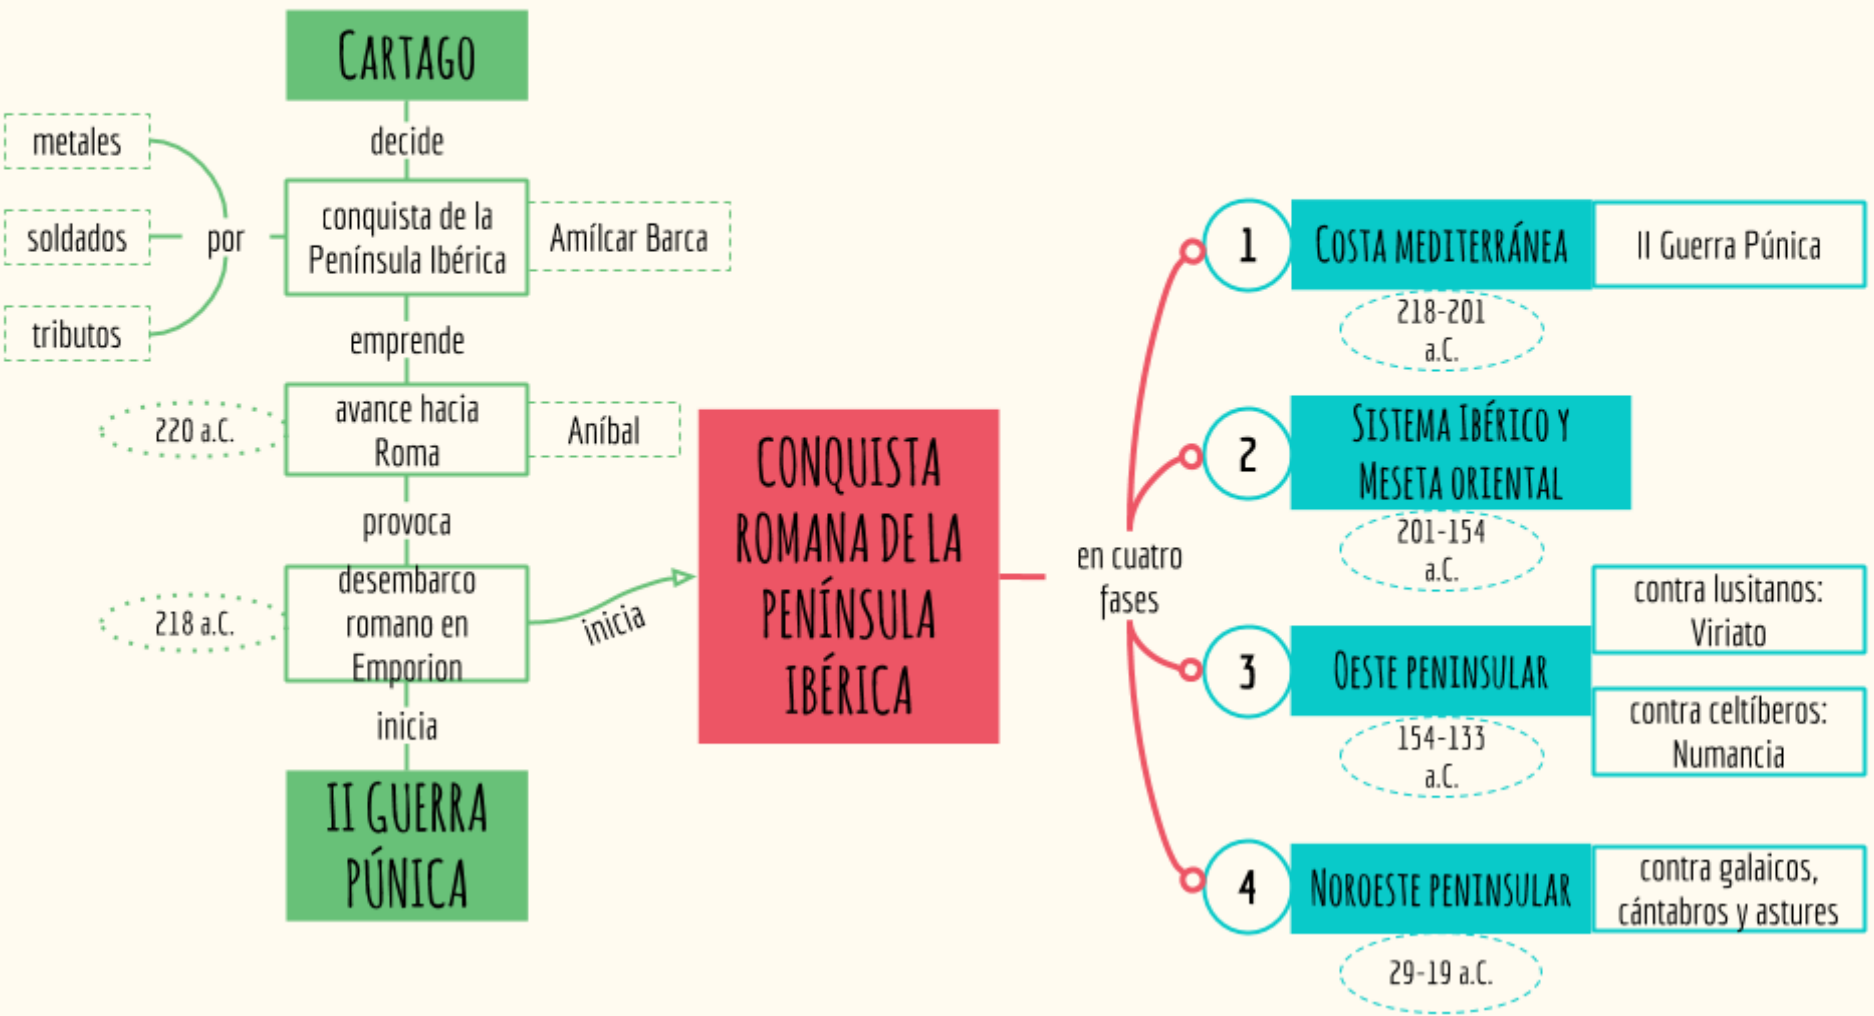 CARTAGO
decide
metales
soldados
tributos
por
conquista de la
Península Ibérica
Amílcar Barca
emprende
220 a.C.
avance hacia
Roma
Aníbal
provoca
218 a.C.
desembarco
romano en
Emporion
inicia
inicia
II GUERRA
PÚNICA
CONQUISTA
ROMANA DE LA
PENÍNSULA
IBÉRICA
en cuatro
fases
1
COSTA MEDITERRÁNEA
II Guerra Púnica
218-201
a.C.
2
SISTEMA IBÉRICO Y
MESETA ORIENTAL
201-154
a.C.
3
OESTE PENINSULAR
contra lusitanos:
Viriato
contra celtíberos:
Numancia
154-133
a.C.
4
NOROESTE PENINSULAR
contra galaicos,
cántabros y astures
29-19 a.C.